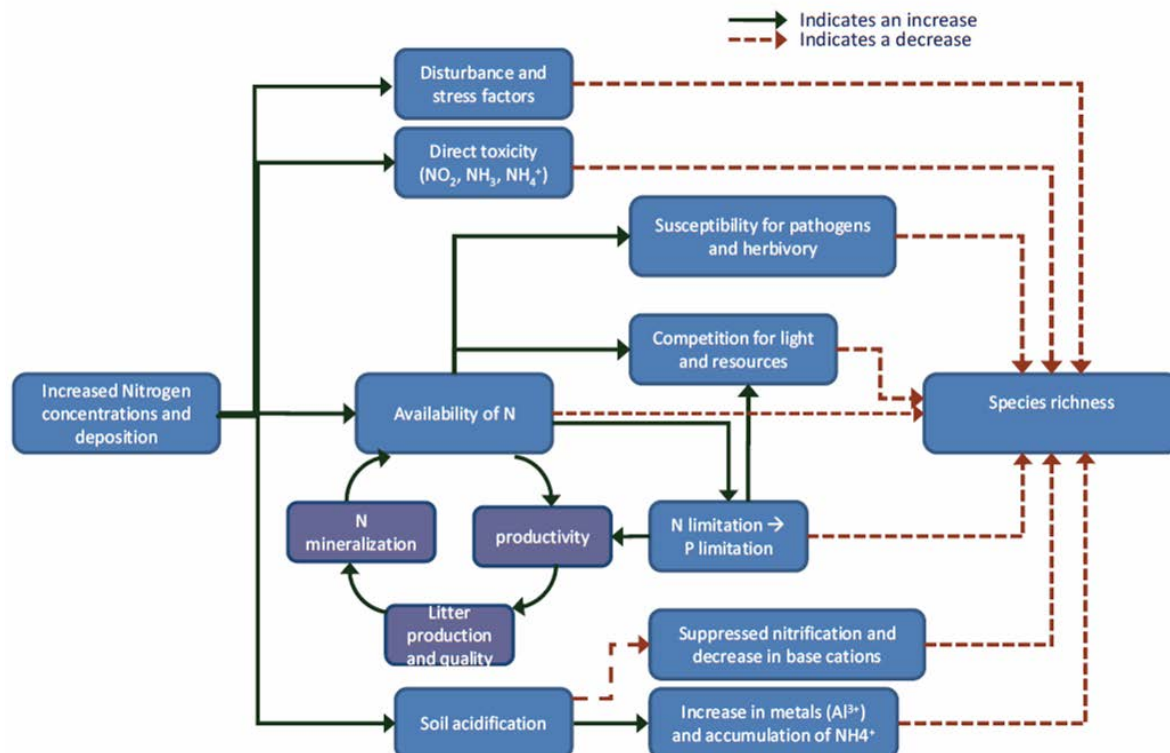 Indicates an increase
Indicates a decrease
Disturbance and
stress factors
Direct toxicity
(NO₂, NH₃, NH₄⁺)
Susceptibility for pathogens
and herbivory
Competition for light
and resources
Increased Nitrogen
concentrations and
deposition
Availability of N
Species richness
N
mineralization
productivity
N limitation →
P limitation
Litter
production
and quality
Suppressed nitrification and
decrease in base cations
Soil acidification
Increase in metals (Al³⁺)
and accumulation of NH4⁺